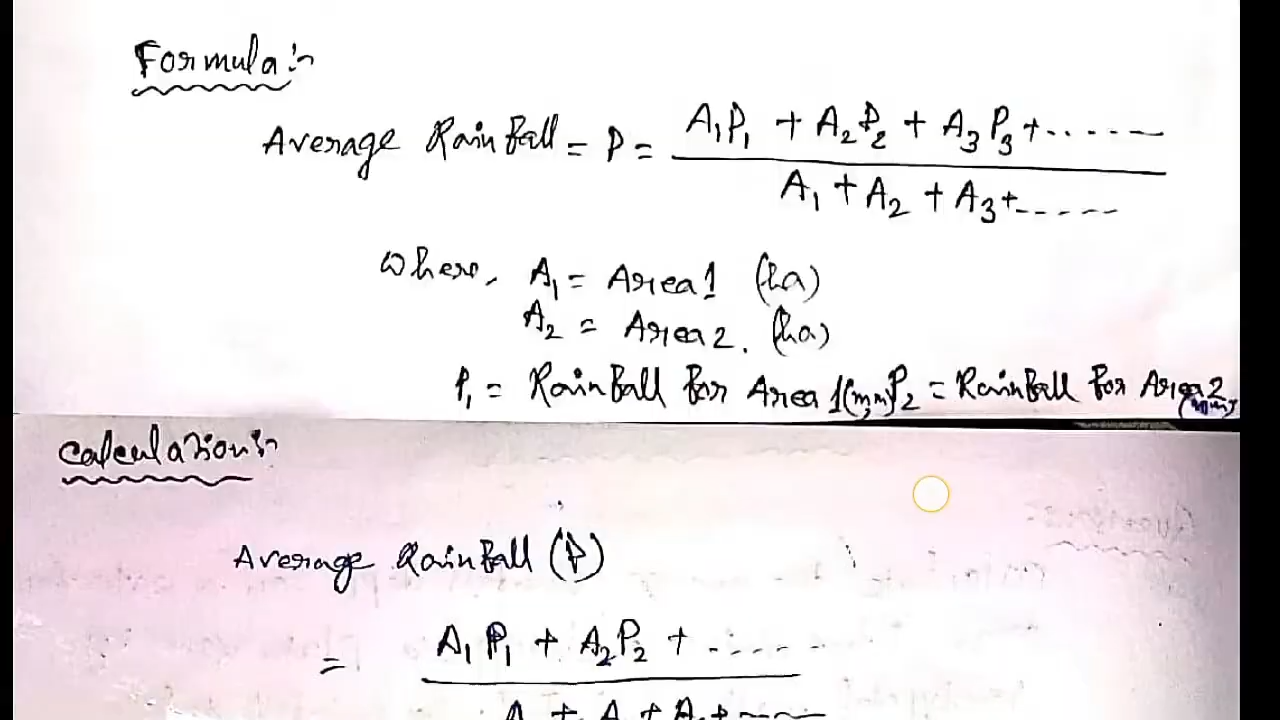 Formula:-
Average Rainfall = P = A₁P₁ + A₂P₂ + A₃P₃ + ......
A₁ + A₂ + A₃ + ......
Where, A₁ = Area 1 (ha)
A₂ = Area 2. (ha)
P₁ = Rainfall for Area 1 (mm) P₂ = Rainfall for Area 2 (mm)
Calculation:-
Average Rainfall (P)
= A₁P₁ + A₂P₂ + ......